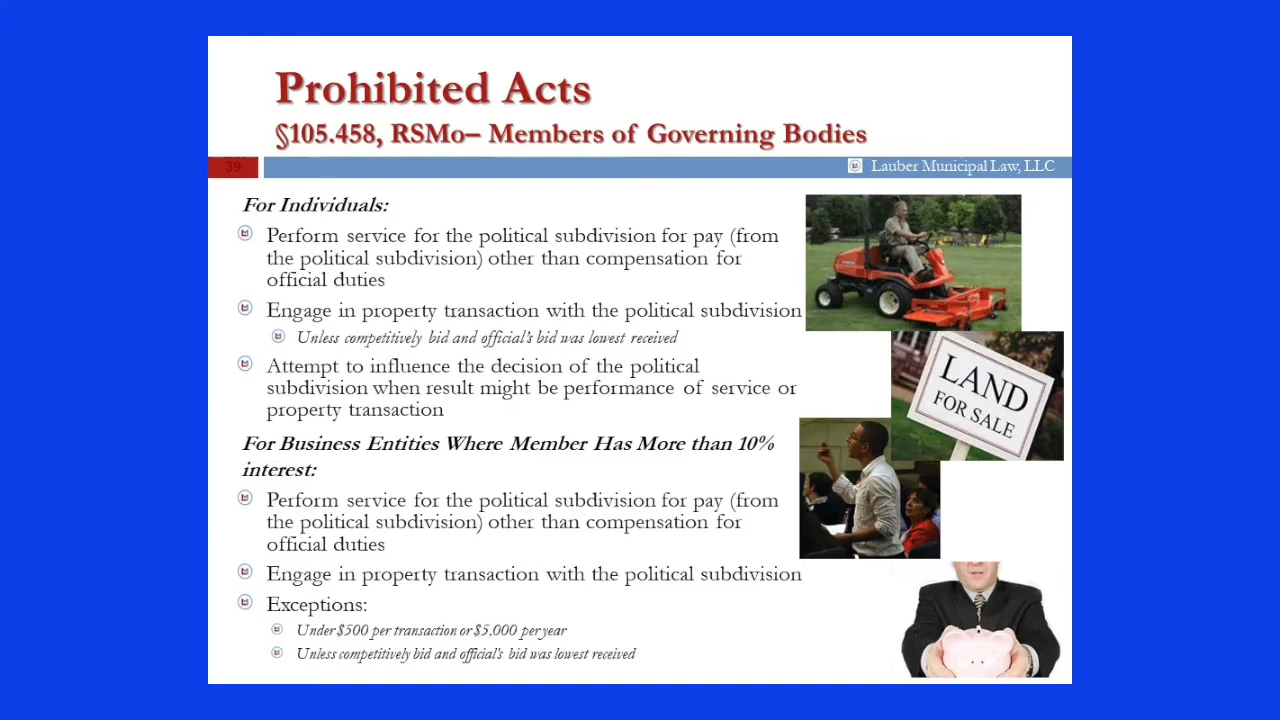 Prohibited Acts
§105.458, RSMo– Members of Governing Bodies
39
Lauber Municipal Law, LLC
For Individuals:
Perform service for the political subdivision for pay (from
the political subdivision) other than compensation for
official duties
Engage in property transaction with the political subdivision
Unless competitively bid and official's bid was lowest received
Attempt to influence the decision of the political
subdivision when result might be performance of service or
property transaction
For Business Entities Where Member Has More than 10%
interest:
Perform service for the political subdivision for pay (from
the political subdivision) other than compensation for
official duties
Engage in property transaction with the political subdivision
Exceptions:
Under $500 per transaction or $5,000 per year
Unless competitively bid and official's bid was lowest received
LAND
FOR SALE